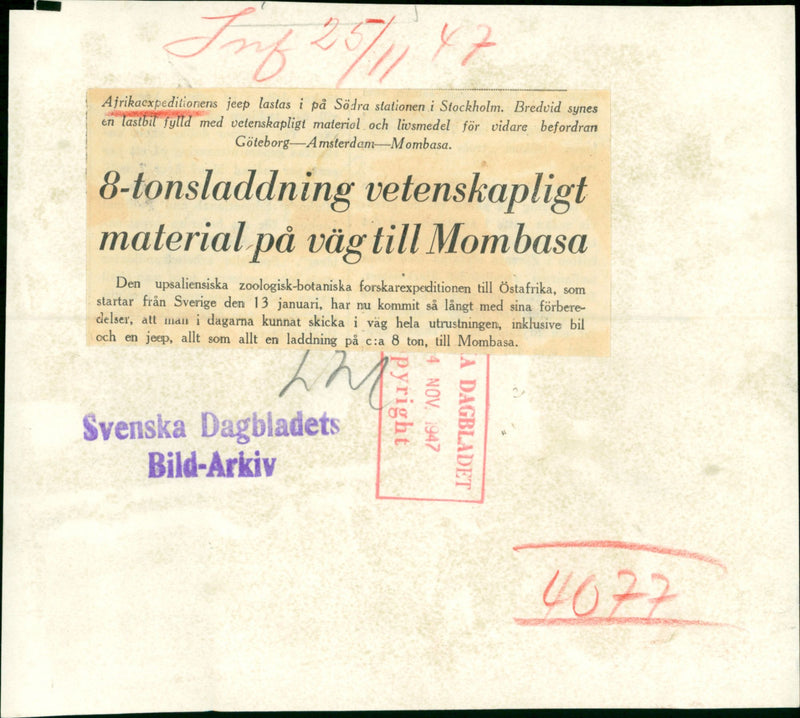 Inf 25/11 47
Afrikaexpeditionens jeep lastas i på Södra stationen i Stockholm. Bredvid synes
en lastbil fylld med vetenskapligt material och livsmedel för vidare befordran
Göteborg—Amsterdam—Mombasa.
8-tonsladdning vetenskapligt
material på väg till Mombasa
Den upsaliensiska zoologisk-botaniska forskarexpeditionen till Östafrika, som
startar från Sverige den 13 januari, har nu kommit så långt med sina förbere-
delser, att man i dagarna kunnat skicka i väg hela utrustningen, inklusive bil
och en jeep, allt som allt en laddning på c:a 8 ton, till Mombasa.
A DAGBLADET
4 NOV. 1947
pyright
Svenska Dagbladets
Bild-Arkiv
4077